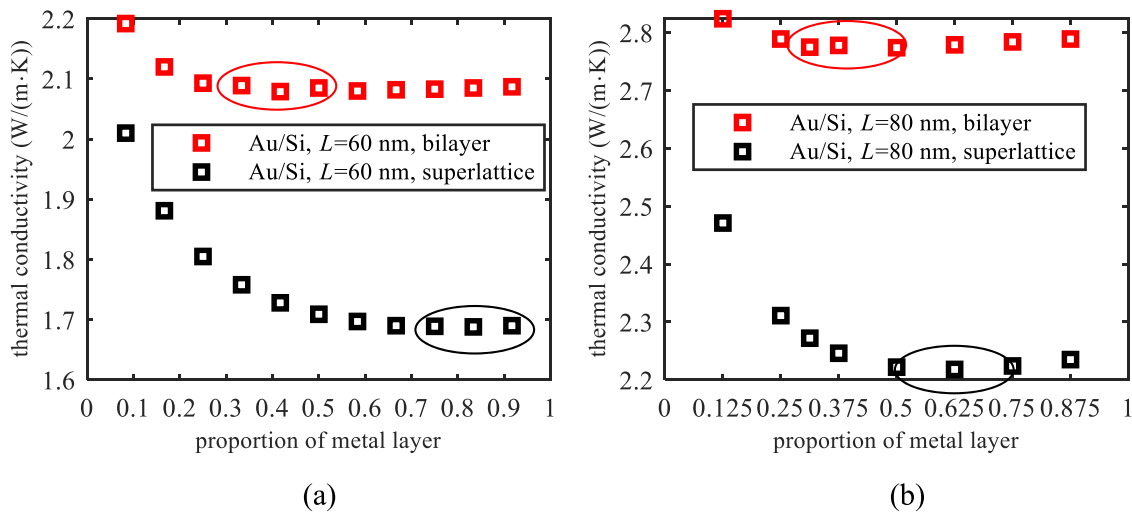 thermal conductivity (W/(m·K))
2.2
2.1
2
1.9
1.8
1.7
1.6
Au/Si, L=60 nm, bilayer
Au/Si, L=60 nm, superlattice
0 0.1 0.2 0.3 0.4 0.5 0.6 0.7 0.8 0.9 1
proportion of metal layer
(a)
thermal conductivity (W/(m·K))
2.8
2.7
2.6
2.5
2.4
2.3
2.2
Au/Si, L=80 nm, bilayer
Au/Si, L=80 nm, superlattice
0 0.125 0.25 0.375 0.5 0.625 0.75 0.875 1
proportion of metal layer
(b)